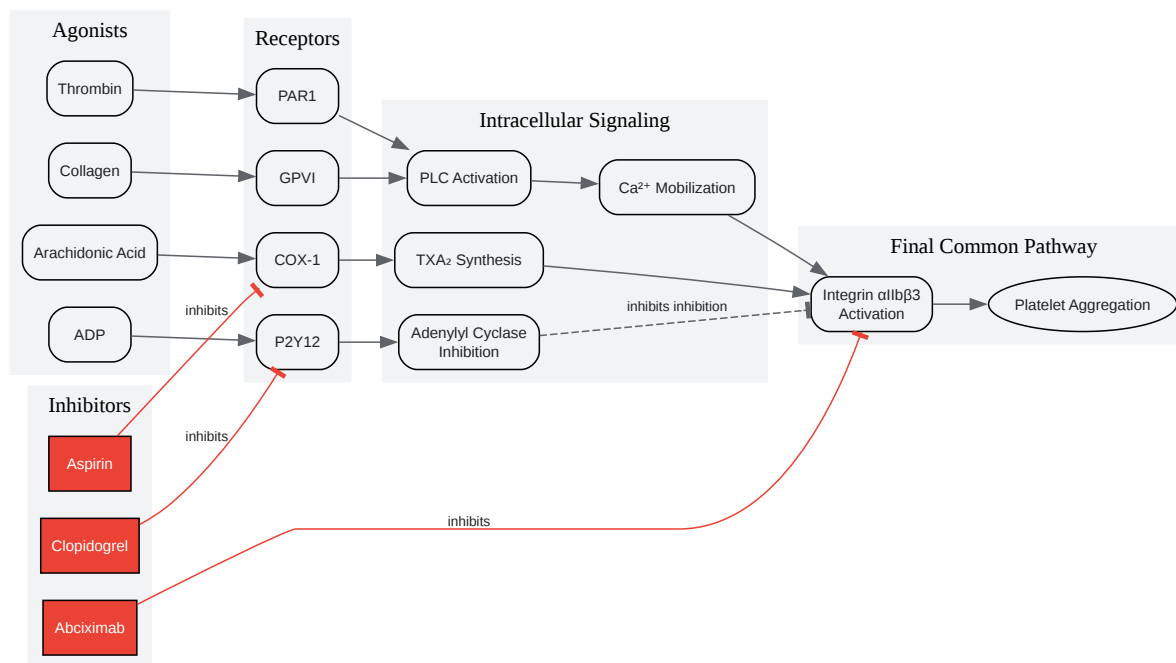 Agonists
Thrombin
Collagen
Arachidonic Acid
ADP
Receptors
PAR1
GPVI
COX-1
P2Y12
Intracellular Signaling
PLC Activation
Ca²⁺ Mobilization
TXA₂ Synthesis
Adenylyl Cyclase
Inhibition
inhibits inhibition
Final Common Pathway
Integrin αIIbβ3
Activation
Platelet Aggregation
Inhibitors
Aspirin
Clopidogrel
Abciximab
inhibits
inhibits
inhibits